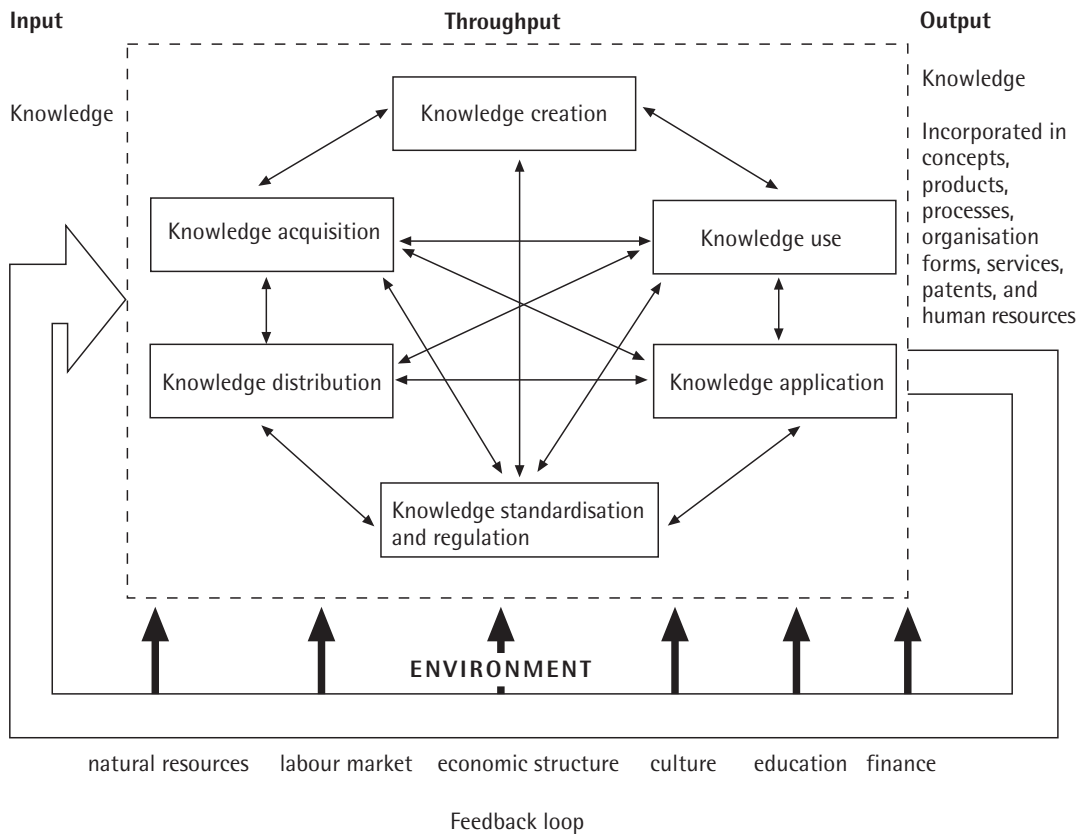 Input
Throughput
Output
Knowledge
Knowledge
Incorporated in
concepts,
products,
processes,
organisation
forms, services,
patents, and
human resources
Knowledge creation
Knowledge acquisition
Knowledge use
Knowledge distribution
Knowledge application
Knowledge standardisation
and regulation
ENVIRONMENT
natural resources
labour market
economic structure
culture
education
finance
Feedback loop